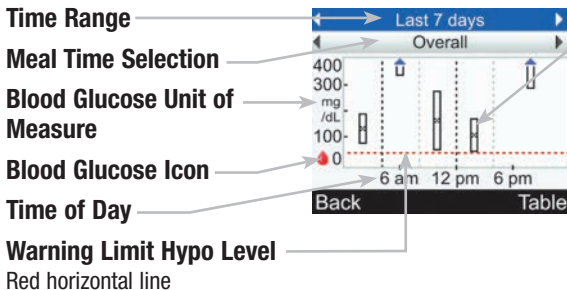 Time Range
Meal Time Selection
Blood Glucose Unit of
Measure
Blood Glucose Icon
Time of Day
Warning Limit Hypo Level
Red horizontal line
Last 7 days
Overall
400
300
mg
/dL
100
0
6 am 12 pm 6 pm
Back Table